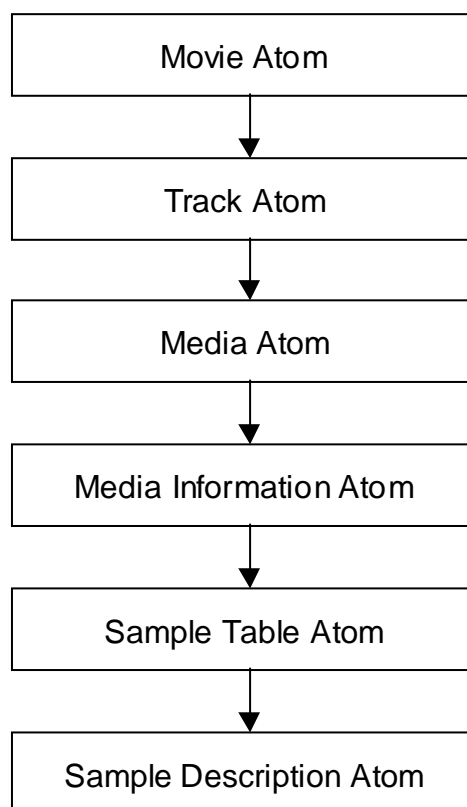 Movie Atom
Track Atom
Media Atom
Media Information Atom
Sample Table Atom
Sample Description Atom